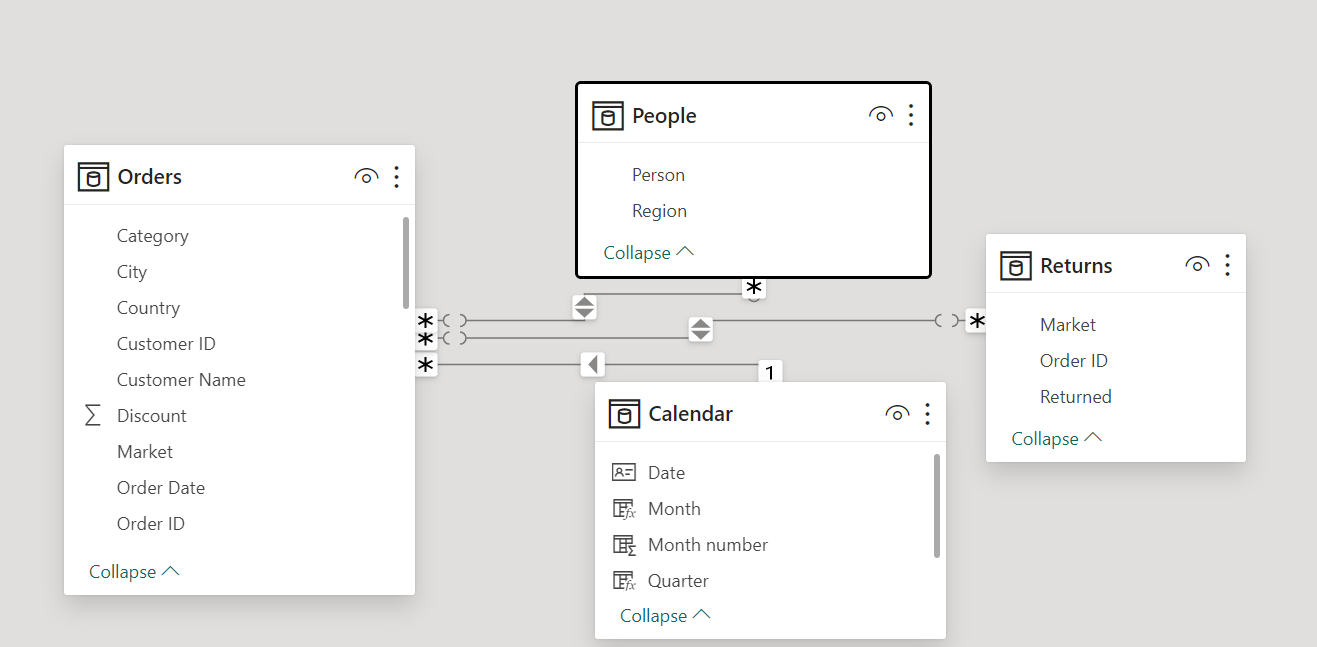 People
Person
Region
Collapse
Orders
Category
City
Country
Customer ID
Customer Name
Discount
Market
Order Date
Order ID
Collapse
*
*
*
*
1
Calendar
Date
Month
Month number
Quarter
Collapse
*
Returns
Market
Order ID
Returned
Collapse